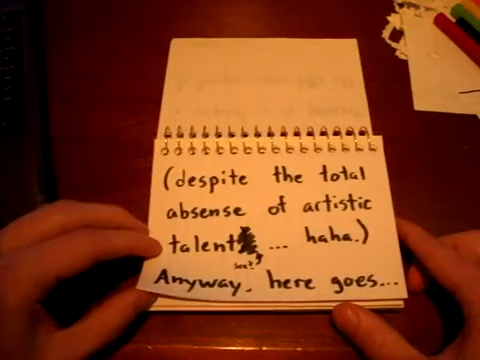 (despite the total
absense of artistic
talent ... haha.)
see?
Anyway, here goes...